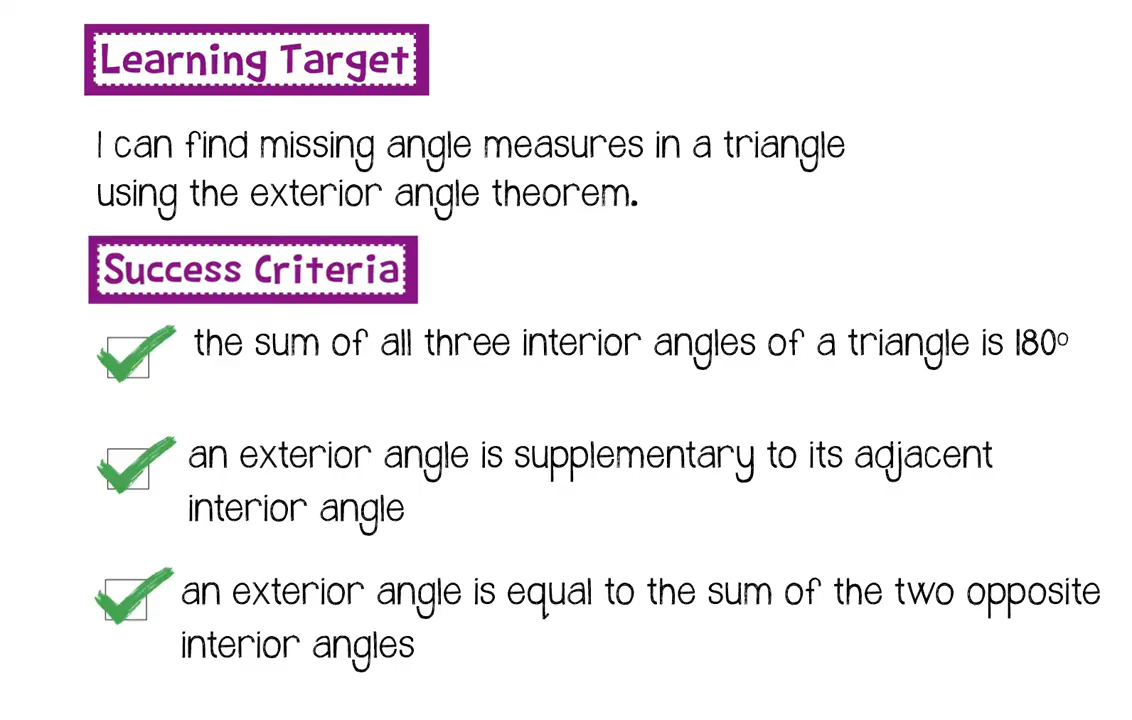 Learning Target
I can find missing angle measures in a triangle
using the exterior angle theorem.
Success Criteria
the sum of all three interior angles of a triangle is 180°
an exterior angle is supplementary to its adjacent
interior angle
an exterior angle is equal to the sum of the two opposite
interior angles